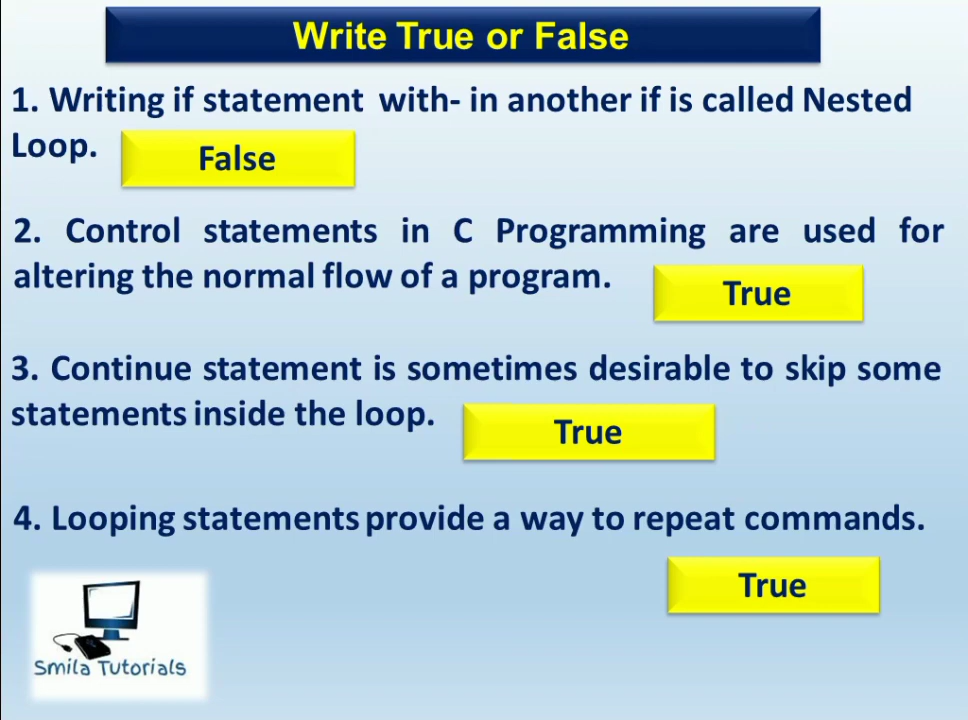 Write True or False
1. Writing if statement with- in another if is called Nested
Loop.
False
2. Control statements in C Programming are used for
altering the normal flow of a program.
True
3. Continue statement is sometimes desirable to skip some
statements inside the loop.
True
4. Looping statements provide a way to repeat commands.
True
Smila Tutorials